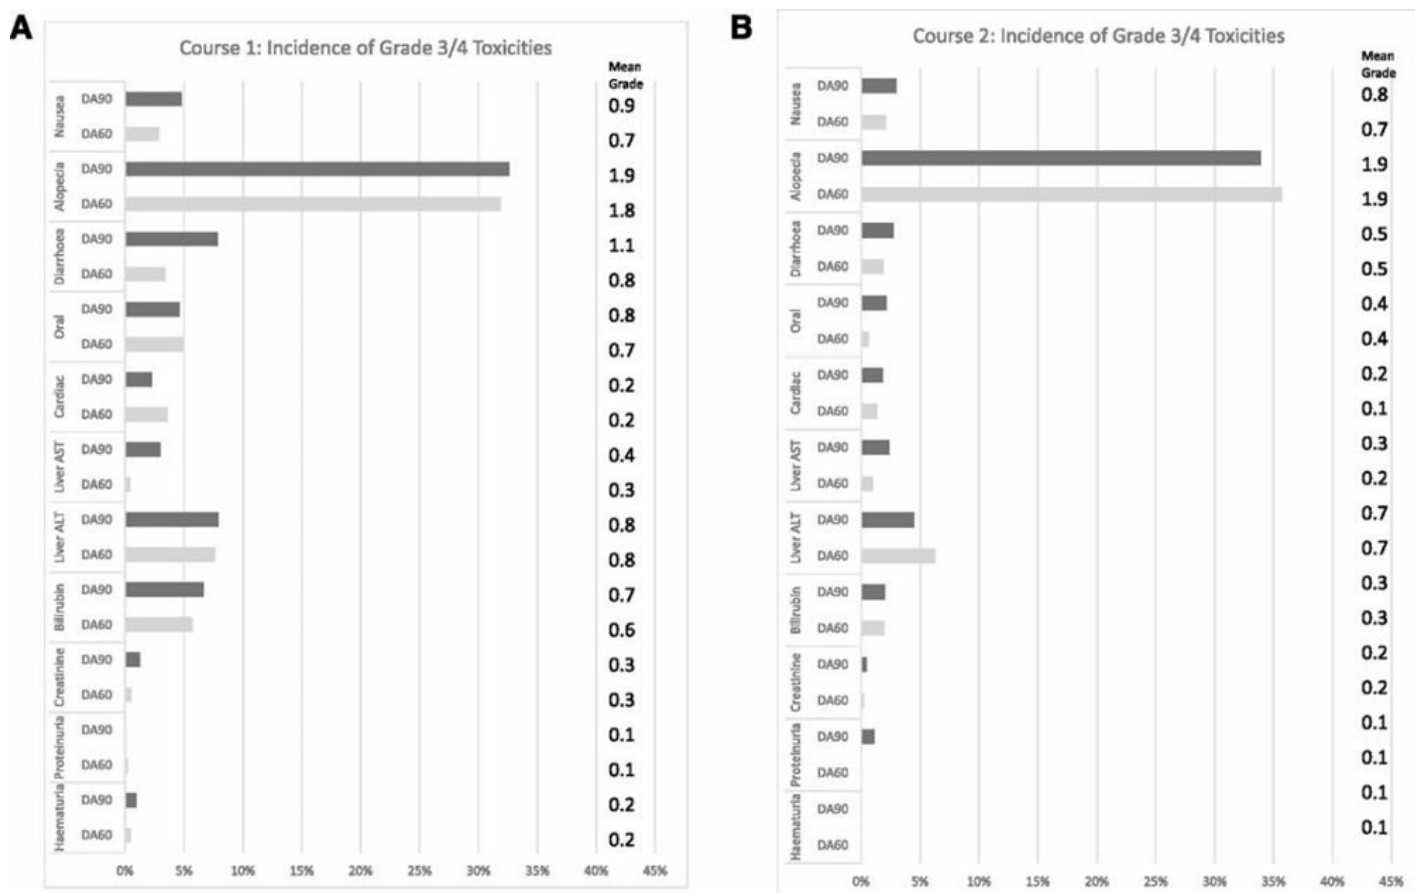 A
Course 1: Incidence of Grade 3/4 Toxicities
Mean
Grade
Nausea
DA90
0.9
DA60
0.7
Alopecia
DA90
1.9
DA60
1.8
Diarrhoea
DA90
1.1
DA60
0.8
Oral
DA90
0.8
DA60
0.7
Cardiac
DA90
0.2
DA60
0.2
Liver AST
DA90
0.4
DA60
0.3
Liver ALT
DA90
0.8
DA60
0.8
Bilirubin
DA90
0.7
DA60
0.6
Creatinine
DA90
0.3
DA60
0.3
Proteinuria
DA90
0.1
DA60
0.1
Haematuria
DA90
0.2
DA60
0.2
0% 5% 10% 15% 20% 25% 30% 35% 40% 45%
B
Course 2: Incidence of Grade 3/4 Toxicities
Mean
Grade
Nausea
DA90
0.8
DA60
0.7
Alopecia
DA90
1.9
DA60
1.9
Diarrhoea
DA90
0.5
DA60
0.5
Oral
DA90
0.4
DA60
0.4
Cardiac
DA90
0.2
DA60
0.1
Liver AST
DA90
0.3
DA60
0.2
Liver ALT
DA90
0.7
DA60
0.7
Bilirubin
DA90
0.3
DA60
0.3
Creatinine
DA90
0.2
DA60
0.2
Proteinuria
DA90
0.1
DA60
0.1
Haematuria
DA90
0.1
DA60
0.1
0% 5% 10% 15% 20% 25% 30% 35% 40% 45%